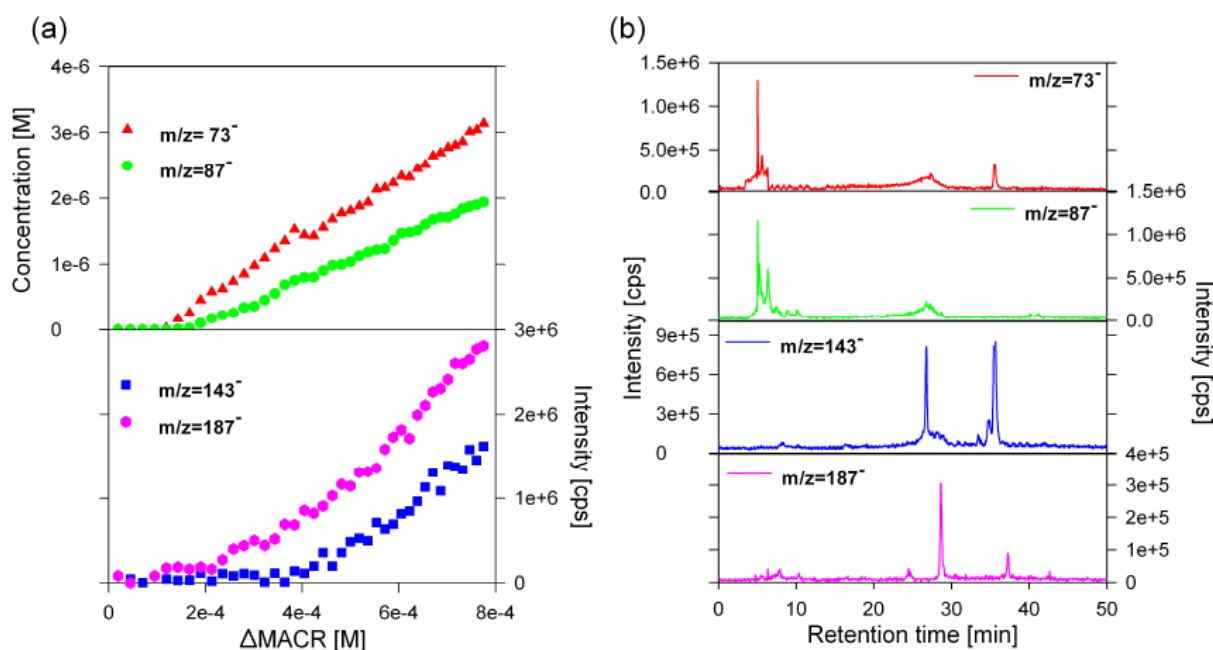 (a)
4e-6
3e-6
2e-6
1e-6
0
Concentration [M]
m/z= 73⁻
m/z=87⁻
3e+6
2e+6
1e+6
0
Intensity [cps]
m/z=143⁻
m/z=187⁻
0 2e-4 4e-4 6e-4 8e-4
ΔMACR [M]
(b)
1.5e+6
1.0e+6
5.0e+5
0.0
m/z=73⁻
1.5e+6
1.0e+6
5.0e+5
0.0
m/z=87⁻
Intensity [cps]
Intensity [cps]
9e+5
6e+5
3e+5
0
m/z=143⁻
4e+5
3e+5
2e+5
1e+5
0
m/z=187⁻
0 10 20 30 40 50
Retention time [min]